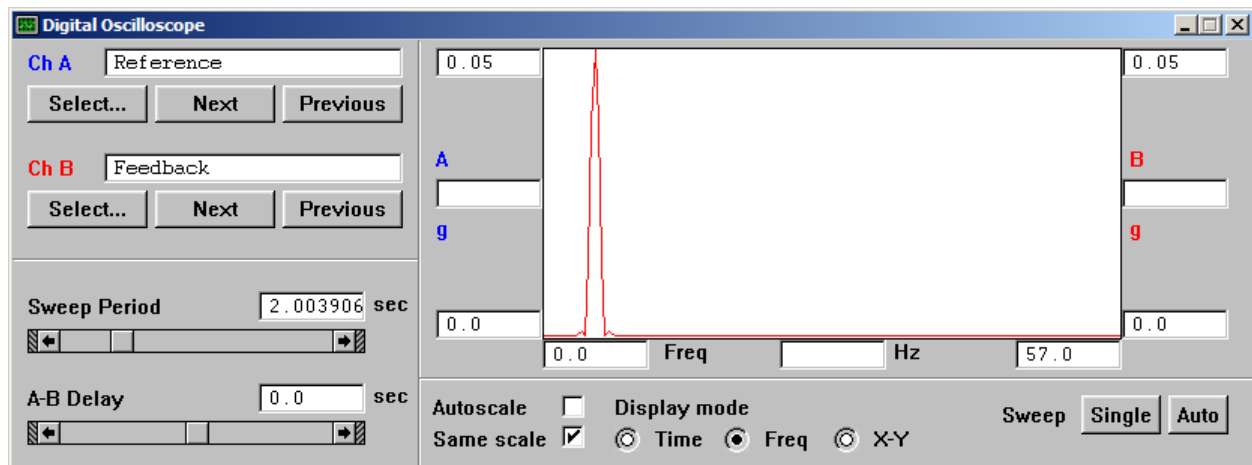 Digital Oscilloscope
Ch A Reference
Select... Next Previous
Ch B Feedback
Select... Next Previous
Sweep Period 2.003906 sec
A-B Delay 0.0 sec
0.05 0.05
A B
g g
0.0 0.0
0.0 Freq Hz 57.0
Autoscale Display mode
Same scale Time Freq X-Y
Sweep Single Auto